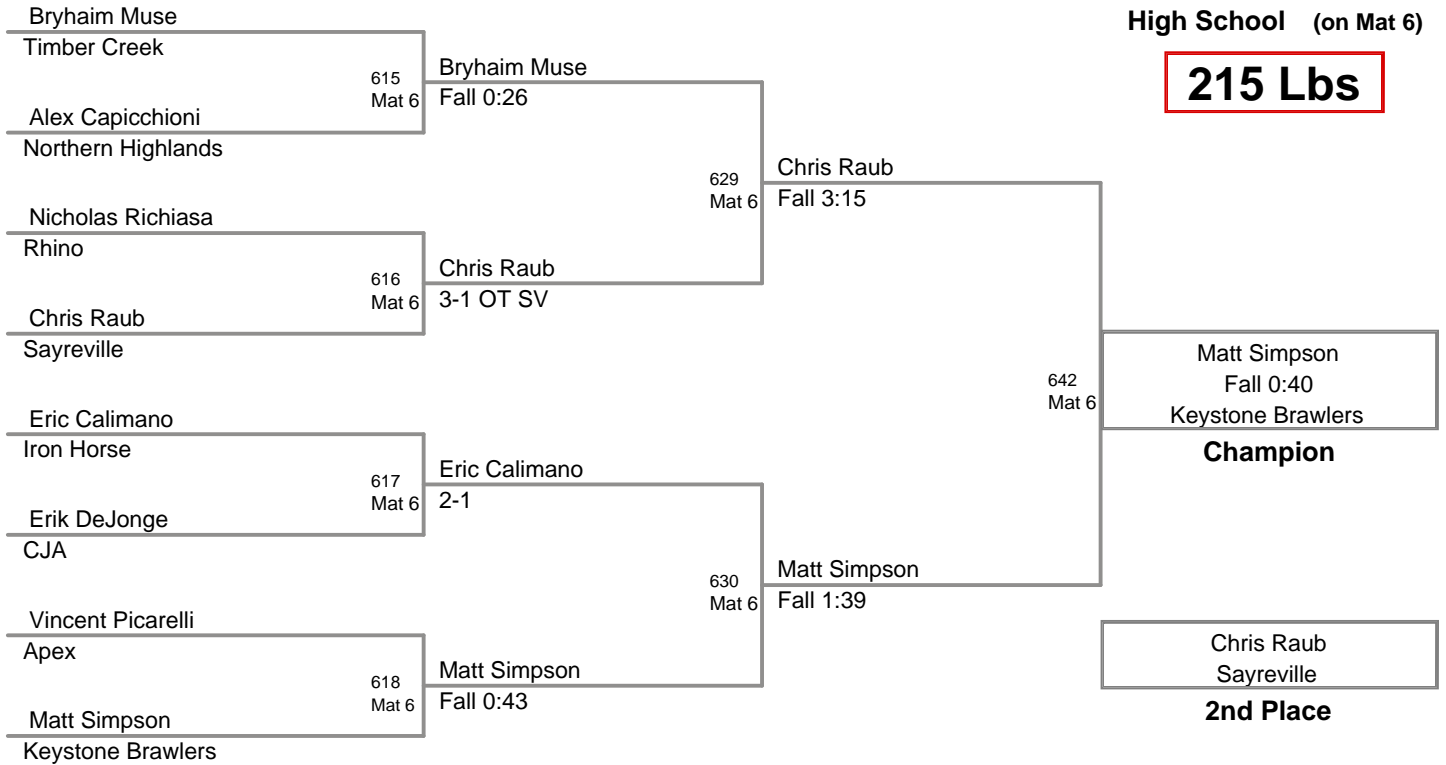 High School (on Mat 6)
215 Lbs
Bryhaim Muse
Timber Creek
615
Mat 6
Alex Capicchioni
Northern Highlands
Bryhaim Muse
Fall 0:26
Nicholas Richiasa
Rhino
616
Mat 6
Chris Raub
Sayreville
Chris Raub
3-1 OT SV
629
Mat 6
Chris Raub
Fall 3:15
Eric Calimano
Iron Horse
617
Mat 6
Erik DeJonge
CJA
Eric Calimano
2-1
Vincent Picarelli
Apex
618
Mat 6
Matt Simpson
Keystone Brawlers
Matt Simpson
Fall 0:43
630
Mat 6
Matt Simpson
Fall 1:39
642
Mat 6
Matt Simpson
Fall 0:40
Keystone Brawlers
Champion
Chris Raub
Sayreville
2nd Place